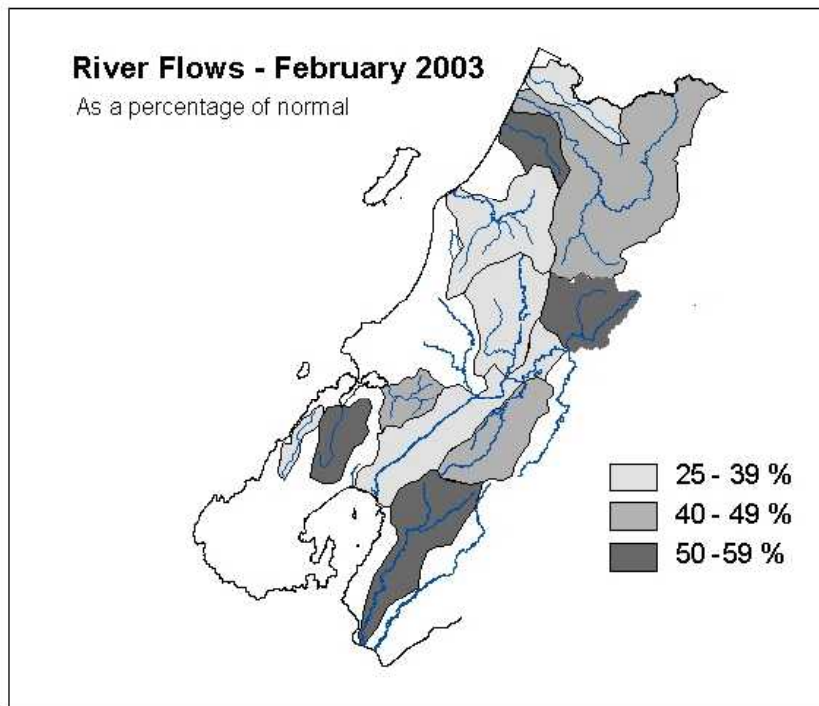 River Flows - February 2003
As a percentage of normal
25 - 39 %
40 - 49 %
50 -59 %